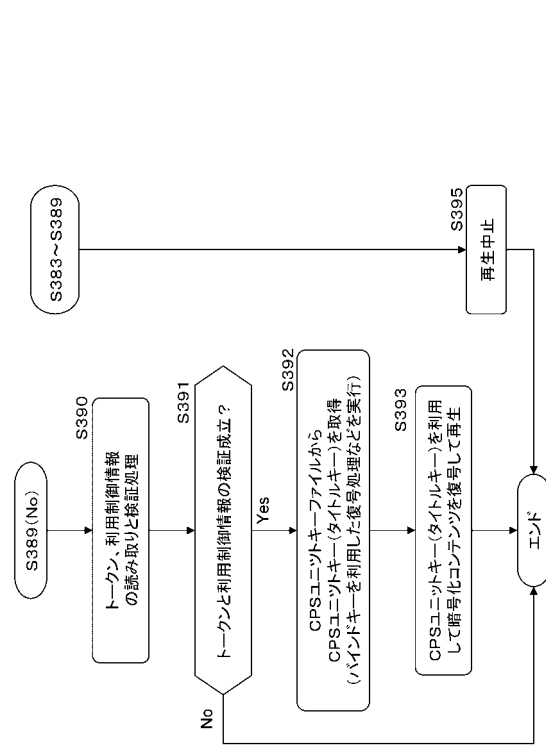 S389(No)
S390
トークン、利用制御情報
の読み取りと検証処理
S391
トークンと利用制御情報の検証成立？
No
Yes
S392
CPSユニットキーファイルから
CPSユニットキー(タイトルキー)を取得
(バインドキーを利用した復号処理などを実行)
S393
CPSユニットキー(タイトルキー)を利用
して暗号化コンテンツを復号して再生
エンド
S383～S389
S395
再生中止